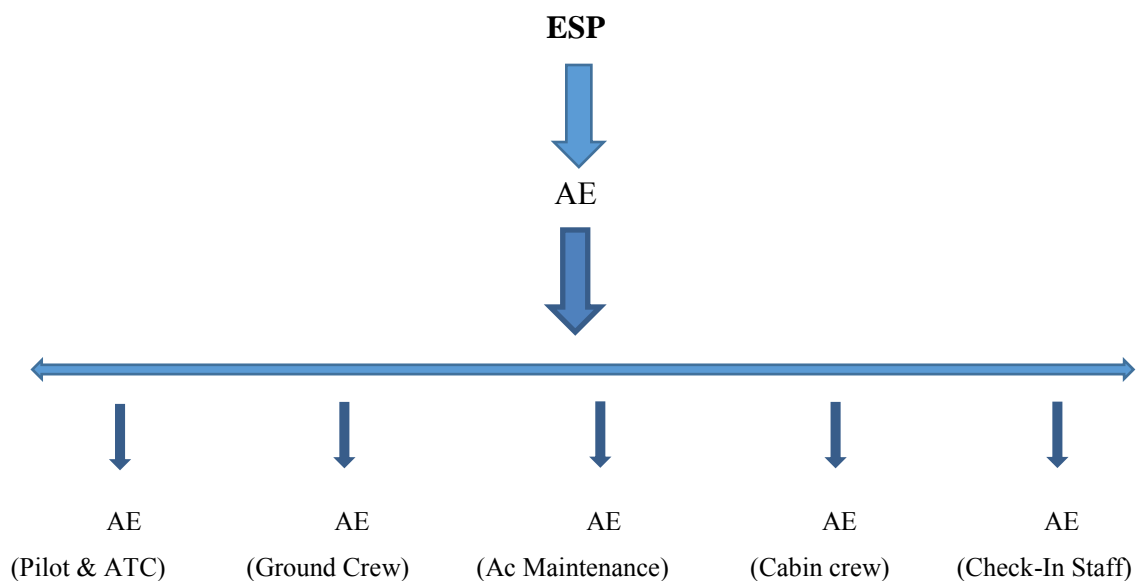 ESP
AE
AE AE AE AE AE
(Pilot & ATC) (Ground Crew) (Ac Maintenance) (Cabin crew) (Check-In Staff)